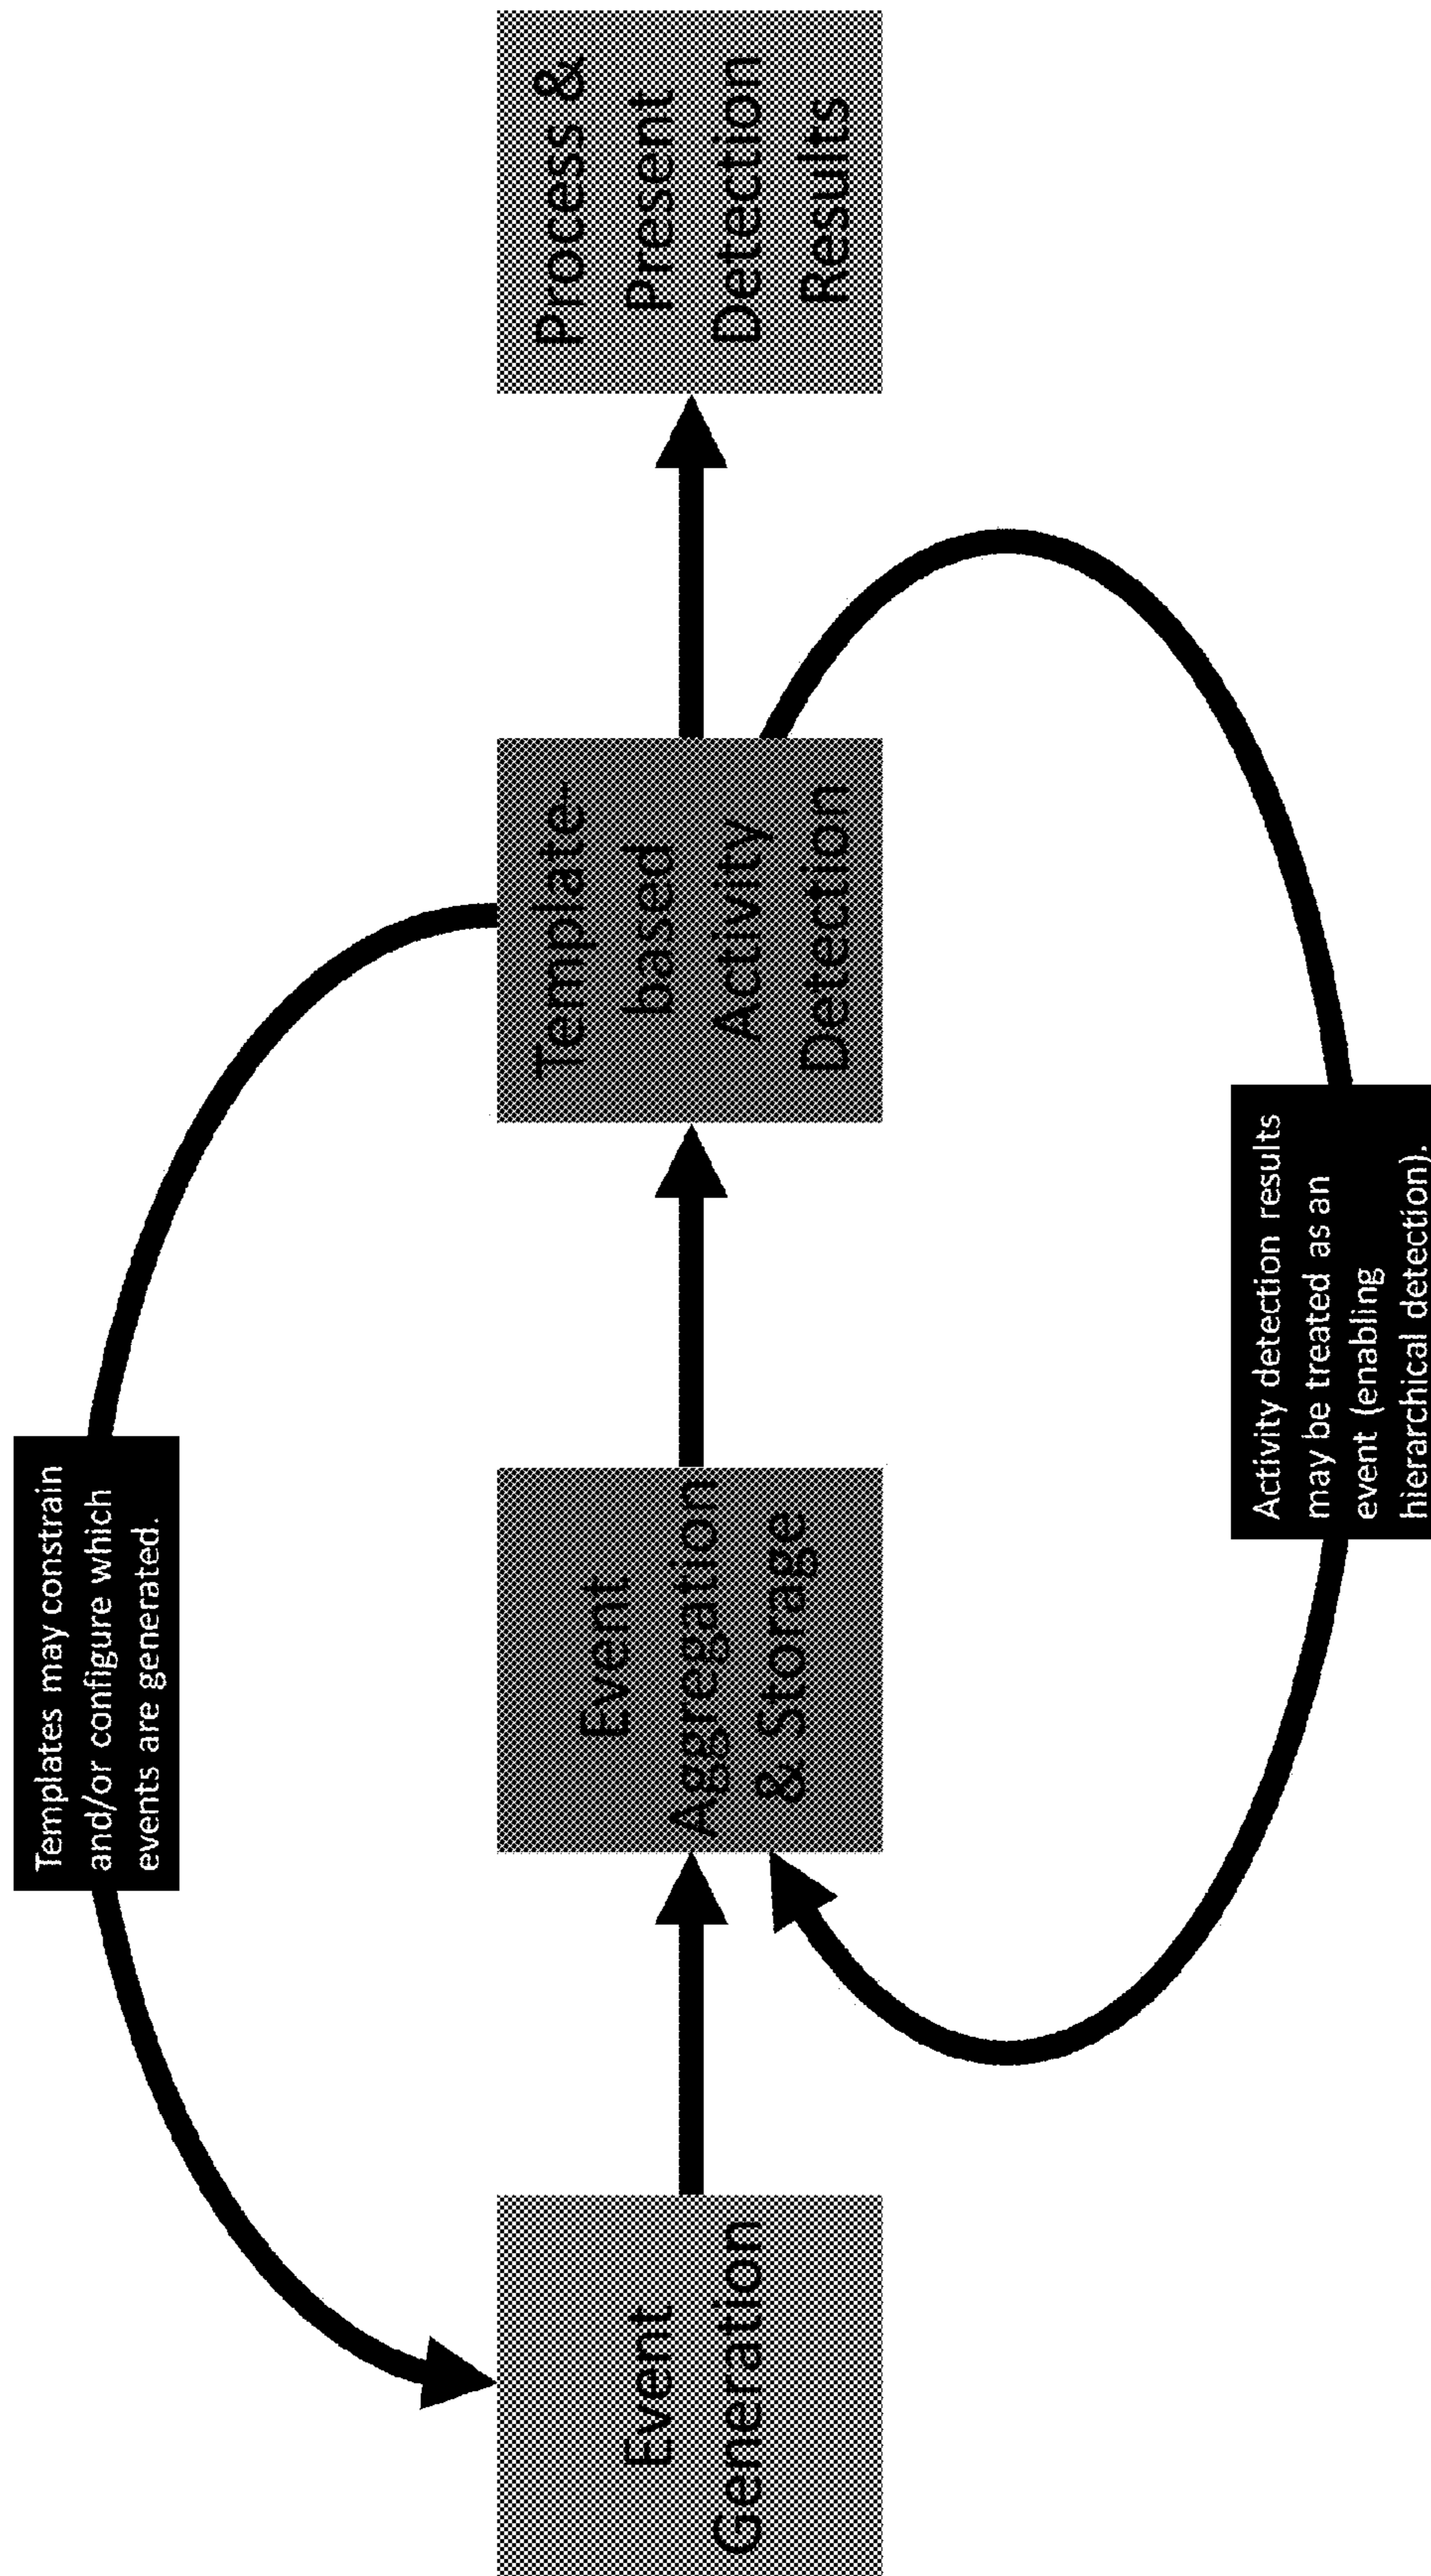 Templates may constrain
and/or configure which
events are generated.
Event
Generation
Event
Aggregation
& Storage
Template-
based
Activity
Detection
Process &
Present
Detection
Results
Activity detection results
may be treated as an
event (enabling
hierarchical detection).